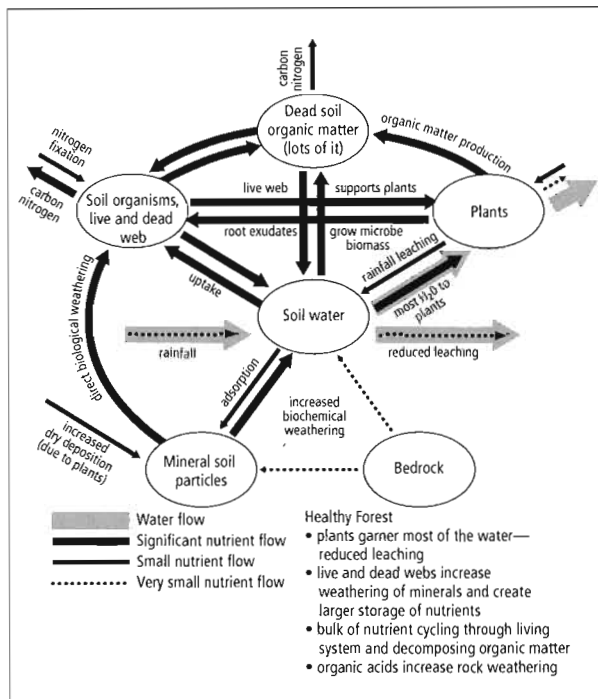 carbon
nitrogen
Dead soil
organic matter
(lots of it)
organic matter production
nitrogen
fixation
carbon
nitrogen
Soil organisms,
live and dead
web
live web
supports plants
Plants
root exudates
grow microbe
biomass
uptake
rainfall leaching
most H₂0 to
plants
Soil water
rainfall
reduced leaching
direct biological weathering
adsorption
increased
biochemical
weathering
increased
dry deposition
(due to plants)
Mineral soil
particles
Bedrock
Water flow
Significant nutrient flow
Small nutrient flow
Very small nutrient flow
Healthy Forest
• plants garner most of the water—
reduced leaching
• live and dead webs increase
weathering of minerals and create
larger storage of nutrients
• bulk of nutrient cycling through living
system and decomposing organic matter
• organic acids increase rock weathering